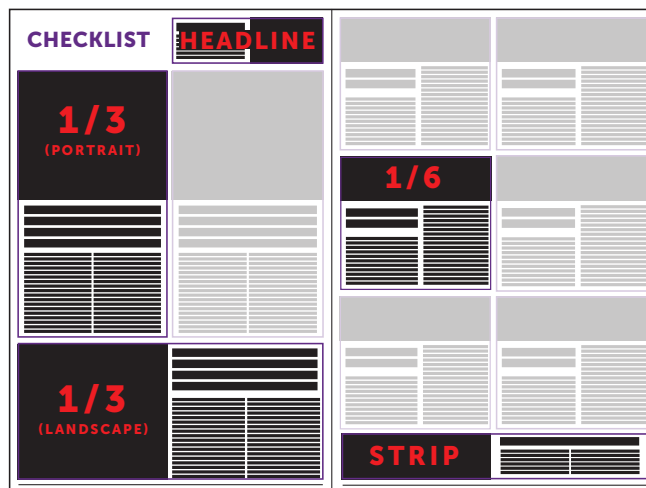 CHECKLIST
HEADLINE
1/3
(PORTRAIT)
1/3
(LANDSCAPE)
1/6
STRIP